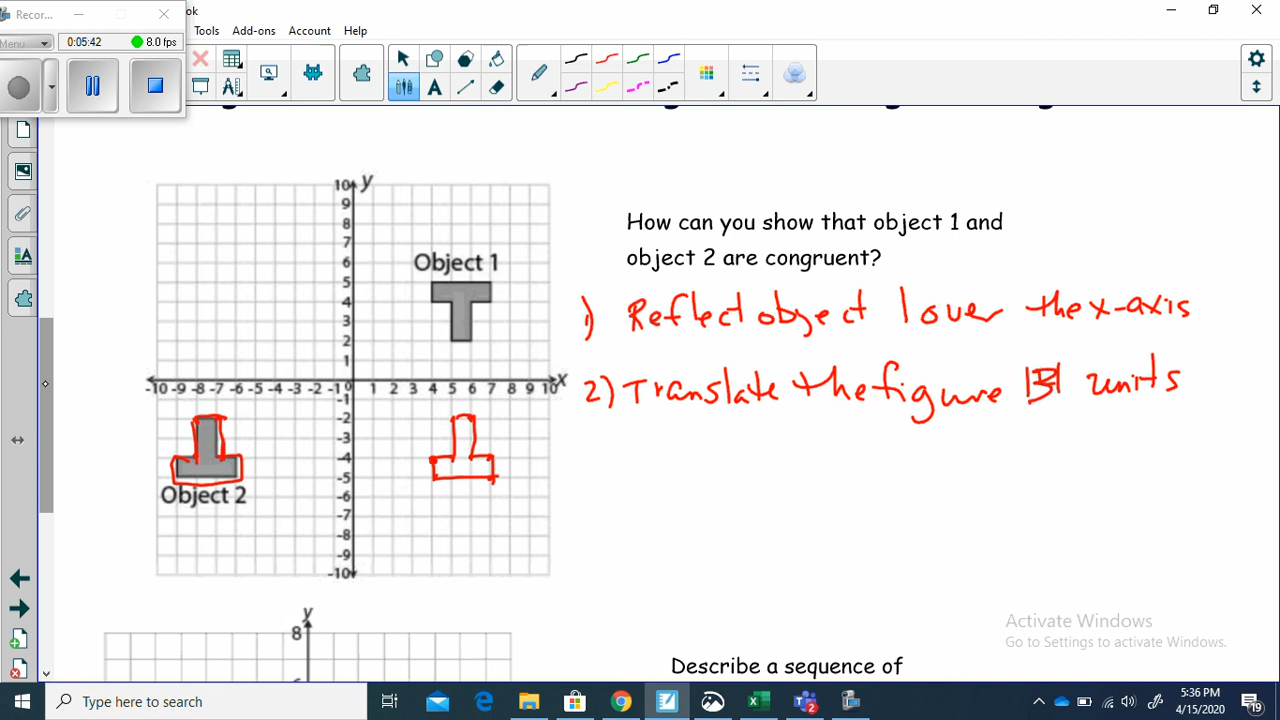 Recor...
ok
Menu
0:05:42
8.0 fps
Tools Add-ons Account Help
y
10
9
8
7
6
5
4
3
2
1
Object 1
-10 -9 -8 -7 -6 -5 -4 -3 -2 -1 0 1 2 3 4 5 6 7 8 9 10 x
-1
-2
-3
-4
-5
-6
-7
-8
-9
-10
Object 2
How can you show that object 1 and
object 2 are congruent?
1) Reflect object 1 over the x-axis
2) Translate the figure units
y
8
Describe a sequence of
Activate Windows
Go to Settings to activate Windows.
Type here to search
5:36 PM
4/15/2020
19